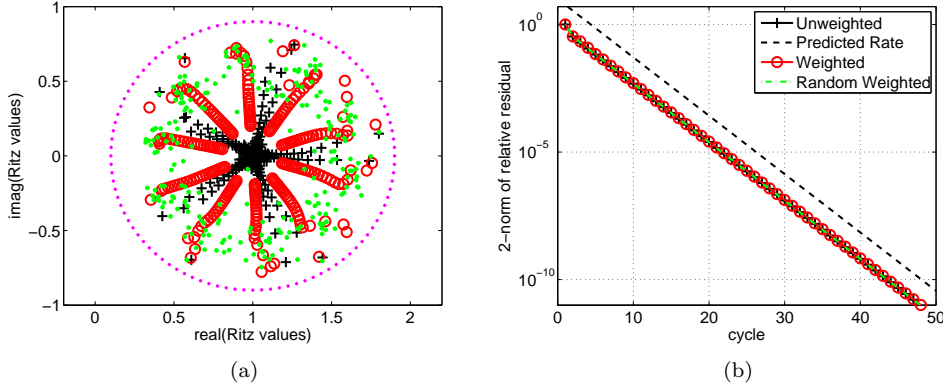 1
0.5
0
−0.5
−1
imag(Ritz values)
0
0.5
1
1.5
2
real(Ritz values)
(a)
10^0
10^−5
10^−10
2−norm of relative residual
Unweighted
Predicted Rate
Weighted
Random Weighted
0
10
20
30
40
50
cycle
(b)